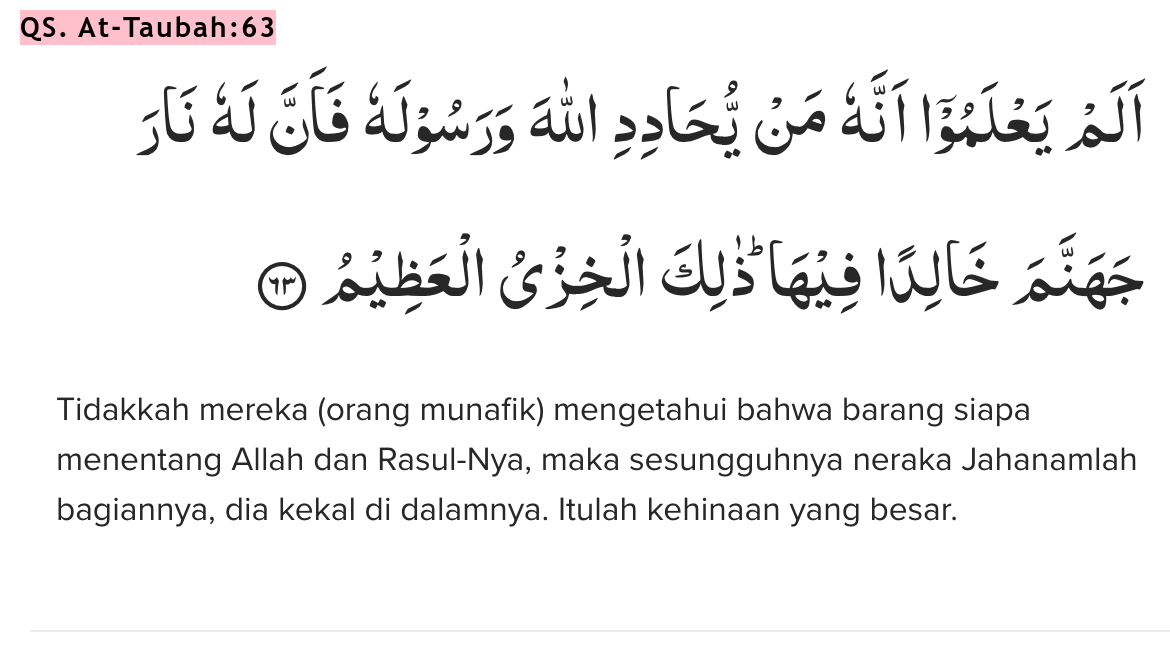 QS. At-Taubah:63
اَلَمْ يَعْلَمُوْٓا اَنَّهٗ مَنْ يُّحَادِدِ اللّٰهَ وَرَسُوْلَهٗ فَاَنَّ لَهٗ نَارَ
جَهَنَّمَ خَالِدًا فِيْهَاۗ ذٰلِكَ الْخِزْيُ الْعَظِيْمُ ٦٣
Tidakkah mereka (orang munafik) mengetahui bahwa barang siapa
menentang Allah dan Rasul-Nya, maka sesungguhnya neraka Jahanamlah
bagiannya, dia kekal di dalamnya. Itulah kehinaan yang besar.